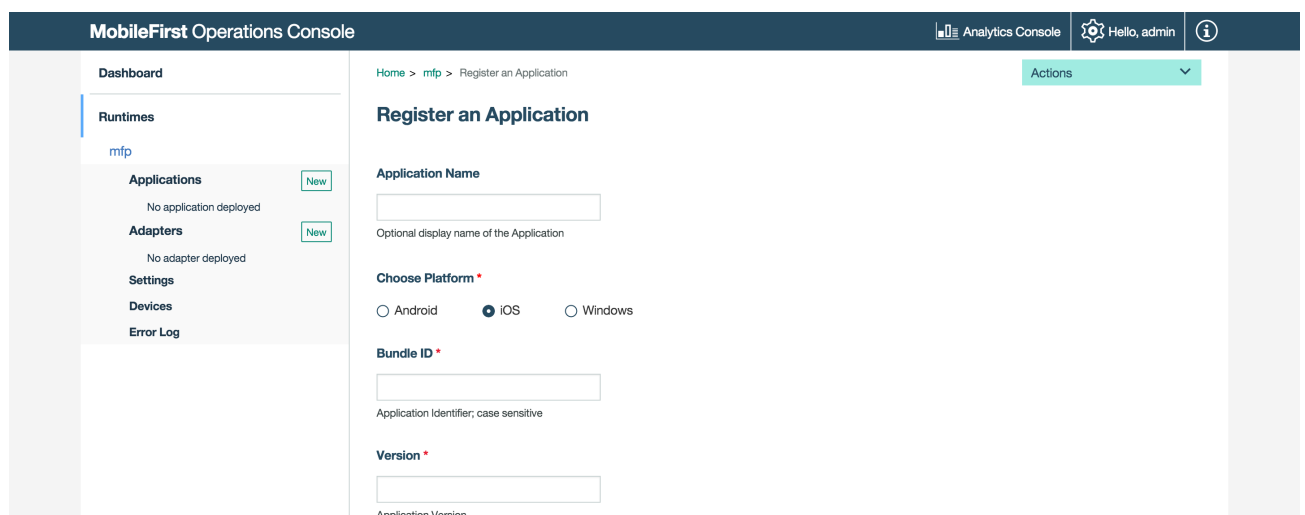 MobileFirst Operations Console
Analytics Console
Hello, admin
Dashboard
Runtimes
mfp
Applications New
No application deployed
Adapters New
No adapter deployed
Settings
Devices
Error Log
Home > mfp > Register an Application
Actions
Register an Application
Application Name
Optional display name of the Application
Choose Platform *
Android iOS Windows
Bundle ID *
Application Identifier; case sensitive
Version *
Application Version